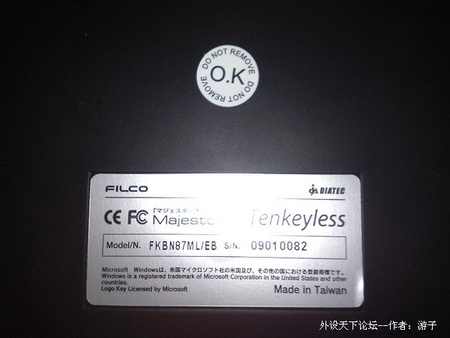 DO NOT REMOVE
O.K
DO NOT REMOVE
FILCO
DIATEC
CE FC 「マジェスタ
Majesto Tenkeyless
Model/N. FKBN87ML/EB S/N. 09010082
Microsoft Windowsは、米国マイクロソフト社の米国及び、その他の国における登録商標です。
Windows is a registered trademark of Microsoft Corporation in the United States and other
countries.
Logo Key Licensed by Microsoft
Made in Taiwan
外设天下论坛--作者：游子